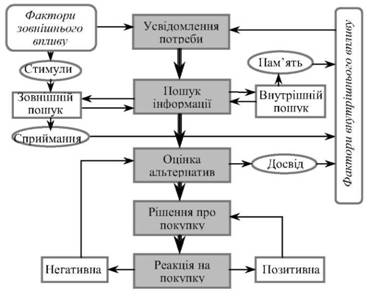 Фактори
зовнішнього
впливу
Усвідомлення
потреби
Стимули
Пам'ять
Зовнішній
пошук
Пошук
інформації
Внутрішній
пошук
Сприймання
Оцінка
альтернатив
Досвід
Рішення про
покупку
Негативна
Реакція на
покупку
Позитивна
Фактори внутрішнього впливу